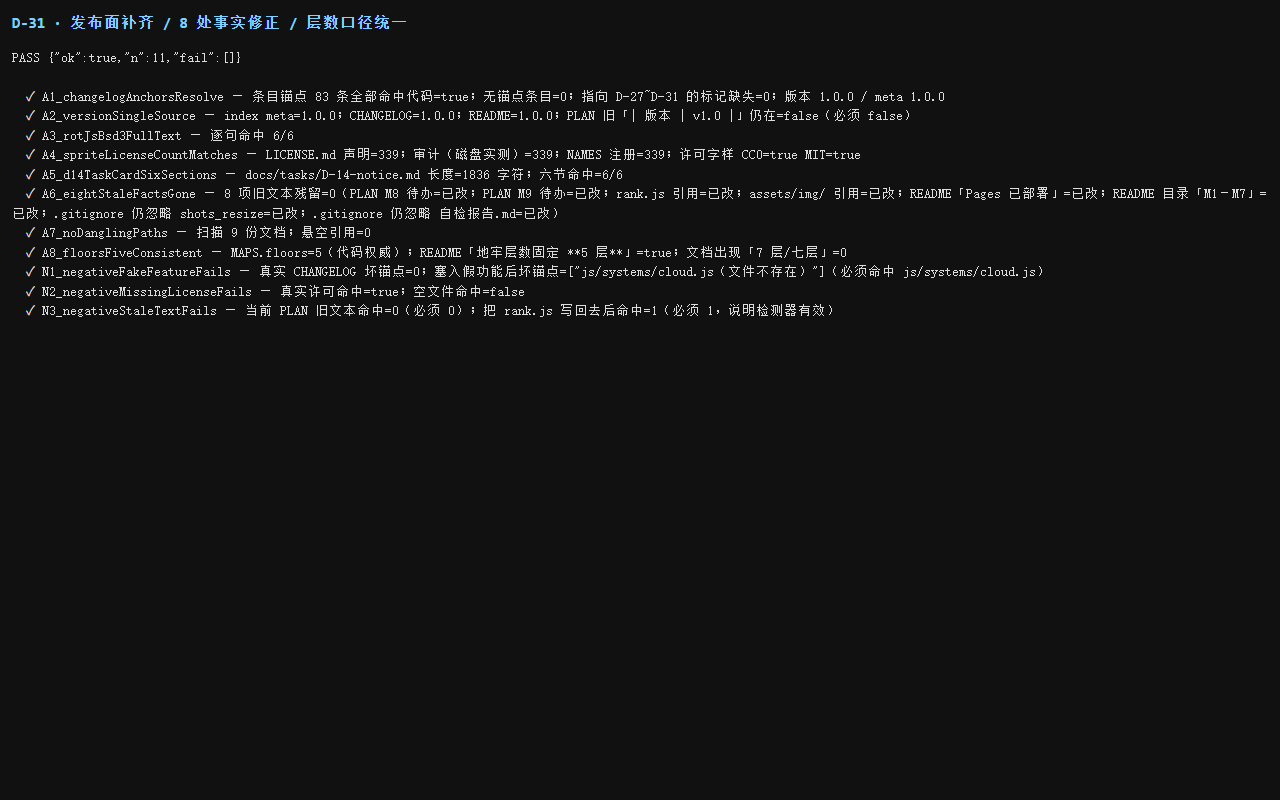 D-31 · 发布面补齐 / 8 处事实修正 / 层数口径统一
PASS {"ok":true,"n":11,"fail":[]}
✓ A1_changelogAnchorsResolve — 条目锚点 83 条全部命中代码=true；无锚点条目=0；指向 D-27~D-31 的标记缺失=0；版本 1.0.0 / meta 1.0.0
✓ A2_versionSingleSource — index meta=1.0.0；CHANGELOG=1.0.0；README=1.0.0；PLAN 旧「| 版本 | v1.0 |」仍在=false（必须 false）
✓ A3_rotJsBsd3FullText — 逐句命中 6/6
✓ A4_spriteLicenseCountMatches — LICENSE.md 声明=339；审计（磁盘实测）=339；NAMES 注册=339；许可字样 CC0=true MIT=true
✓ A5_d14TaskCardSixSections — docs/tasks/D-14-notice.md 长度=1836 字符；六节命中=6/6
✓ A6_eightStaleFactsGone — 8 项旧文本残留=0（PLAN M8 待办=已改；PLAN M9 待办=已改；rank.js 引用=已改；assets/img/ 引用=已改；README「Pages 已部署」=已改；README 目录「M1–M7」=
已改；.gitignore 仍忽略 shots_resize=已改；.gitignore 仍忽略 自检报告.md=已改）
✓ A7_noDanglingPaths — 扫描 9 份文档；悬空引用=0
✓ A8_floorsFiveConsistent — MAPS.floors=5（代码权威）；README「地牢层数固定 **5 层**」=true；文档出现「7 层/七层」=0
✓ N1_negativeFakeFeatureFails — 真实 CHANGELOG 坏锚点=0；塞入假功能后坏锚点=["js/systems/cloud.js（文件不存在）"]（必须命中 js/systems/cloud.js）
✓ N2_negativeMissingLicenseFails — 真实许可命中=true；空文件命中=false
✓ N3_negativeStaleTextFails — 当前 PLAN 旧文本命中=0（必须 0）；把 rank.js 写回去后命中=1（必须 1，说明检测器有效）